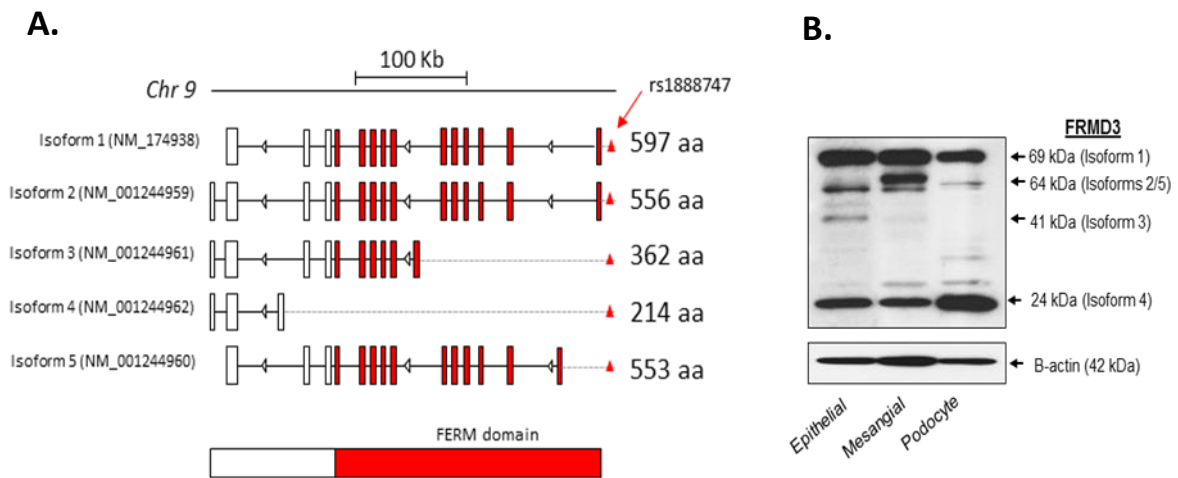 A.
100 Kb
Chr 9
rs1888747
Isoform 1 (NM_174938)
597 aa
Isoform 2 (NM_001244959)
556 aa
Isoform 3 (NM_001244961)
362 aa
Isoform 4 (NM_001244962)
214 aa
Isoform 5 (NM_001244960)
553 aa
FERM domain
B.
FRMD3
69 kDa (Isoform 1)
64 kDa (Isoforms 2/5)
41 kDa (Isoform 3)
24 kDa (Isoform 4)
B-actin (42 kDa)
Epithelial
Mesangial
Podocyte